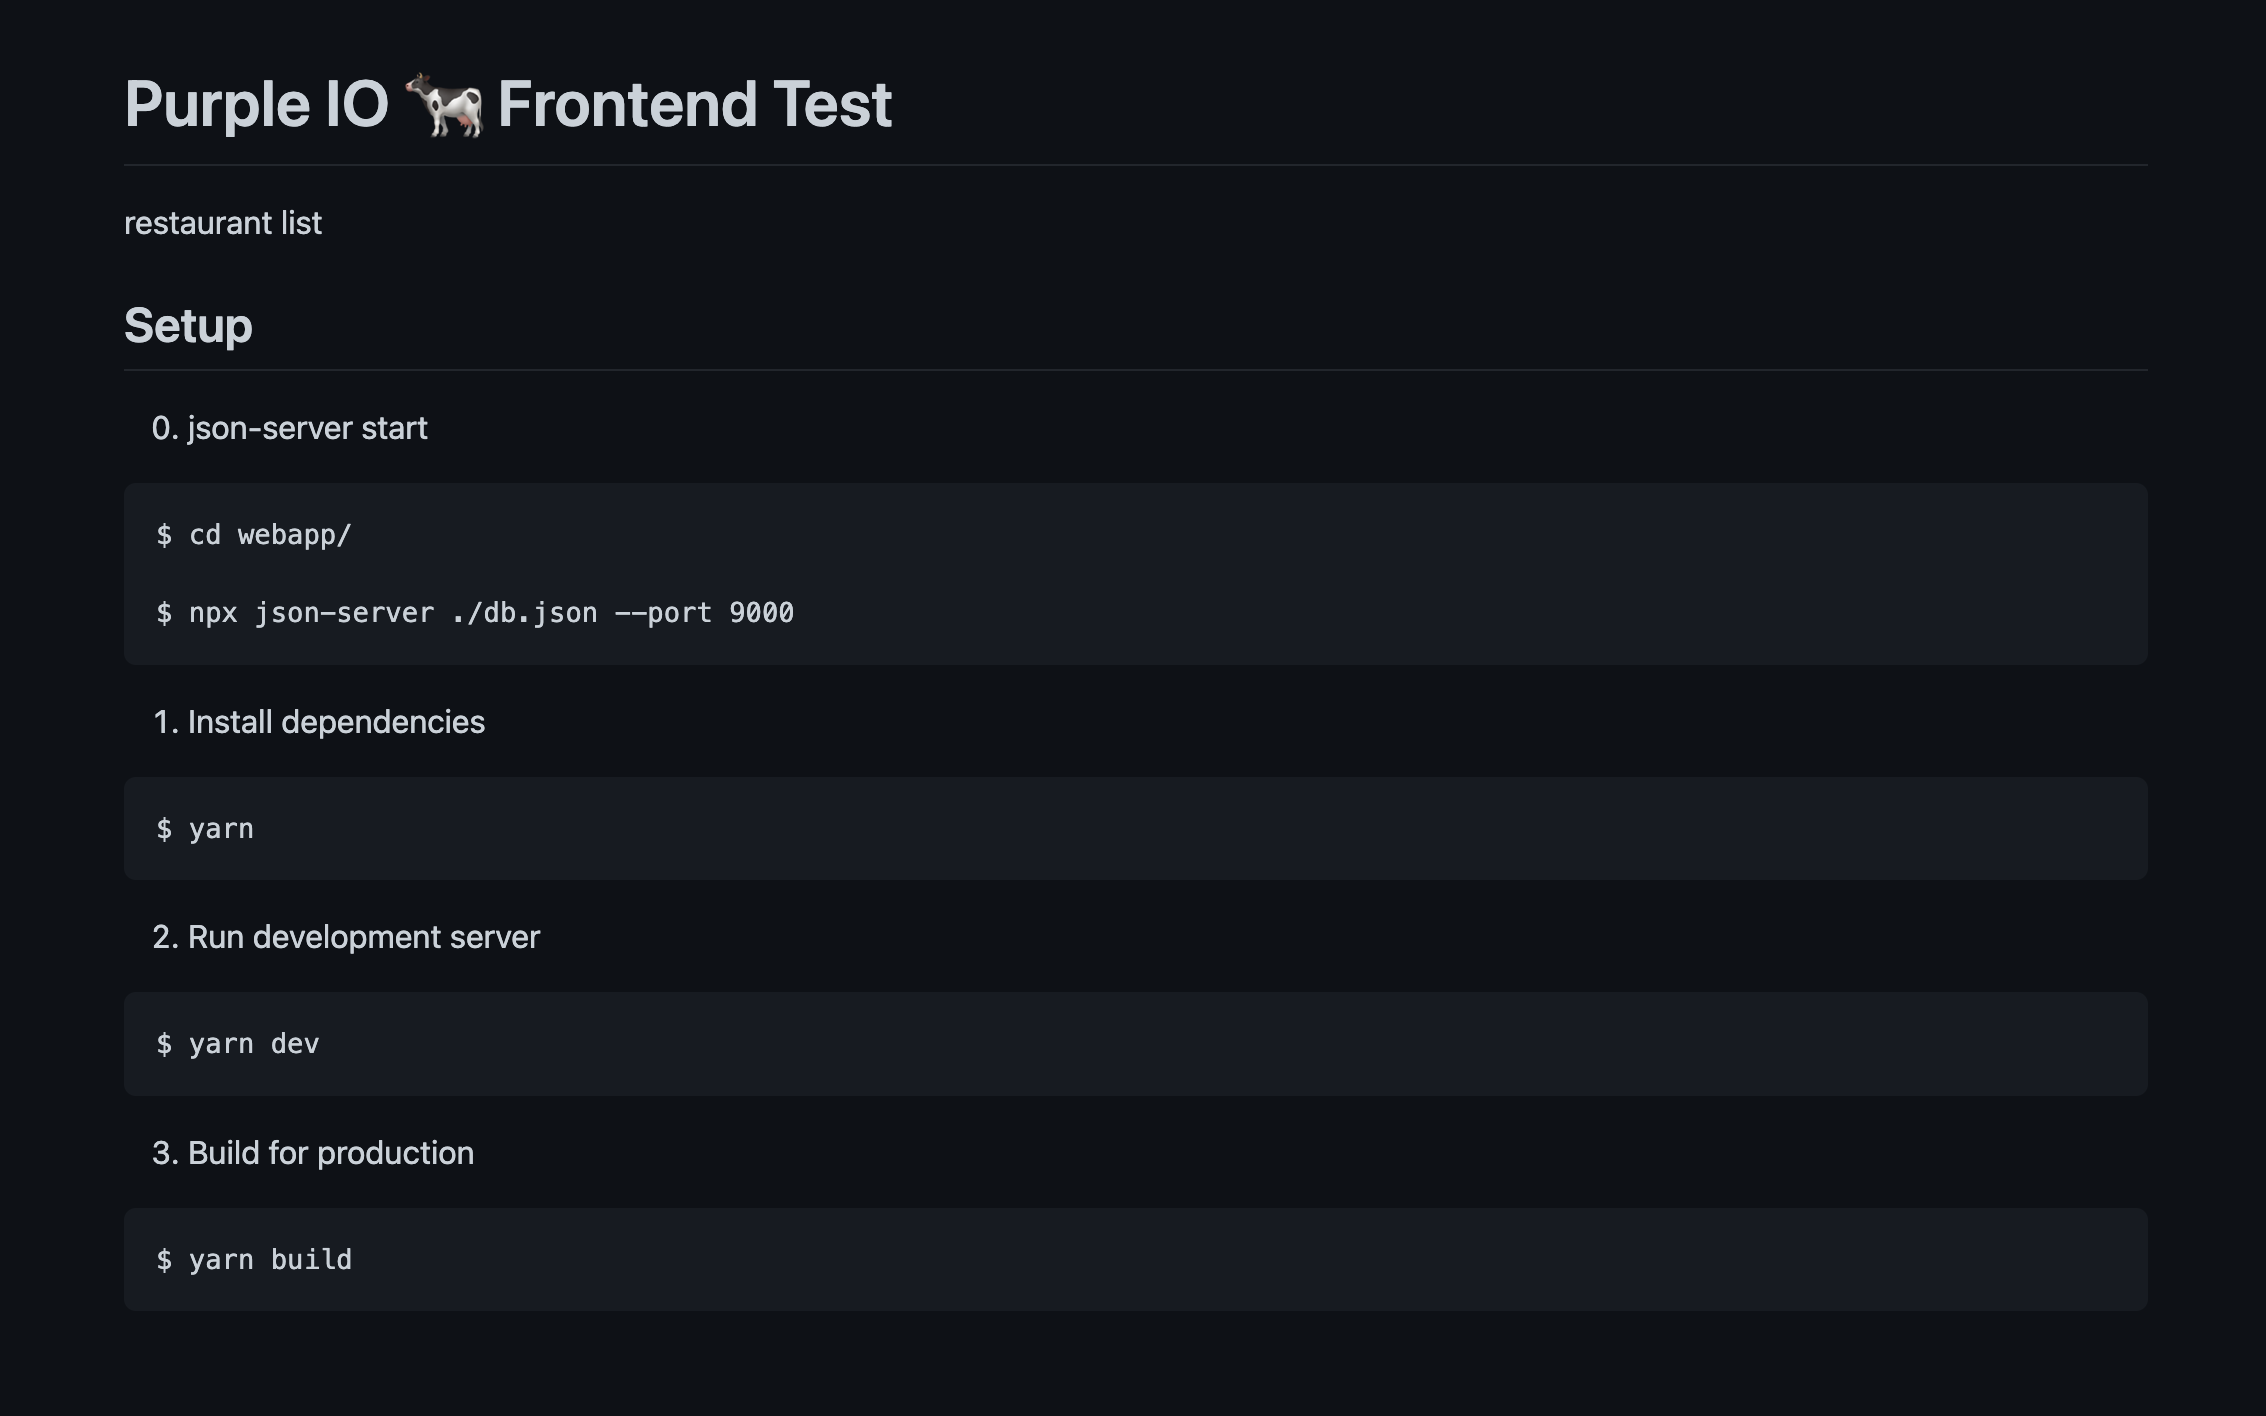 Purple IO 🐄 Frontend Test
restaurant list
Setup
0. json-server start
$ cd webapp/
$ npx json-server ./db.json --port 9000
1. Install dependencies
$ yarn
2. Run development server
$ yarn dev
3. Build for production
$ yarn build